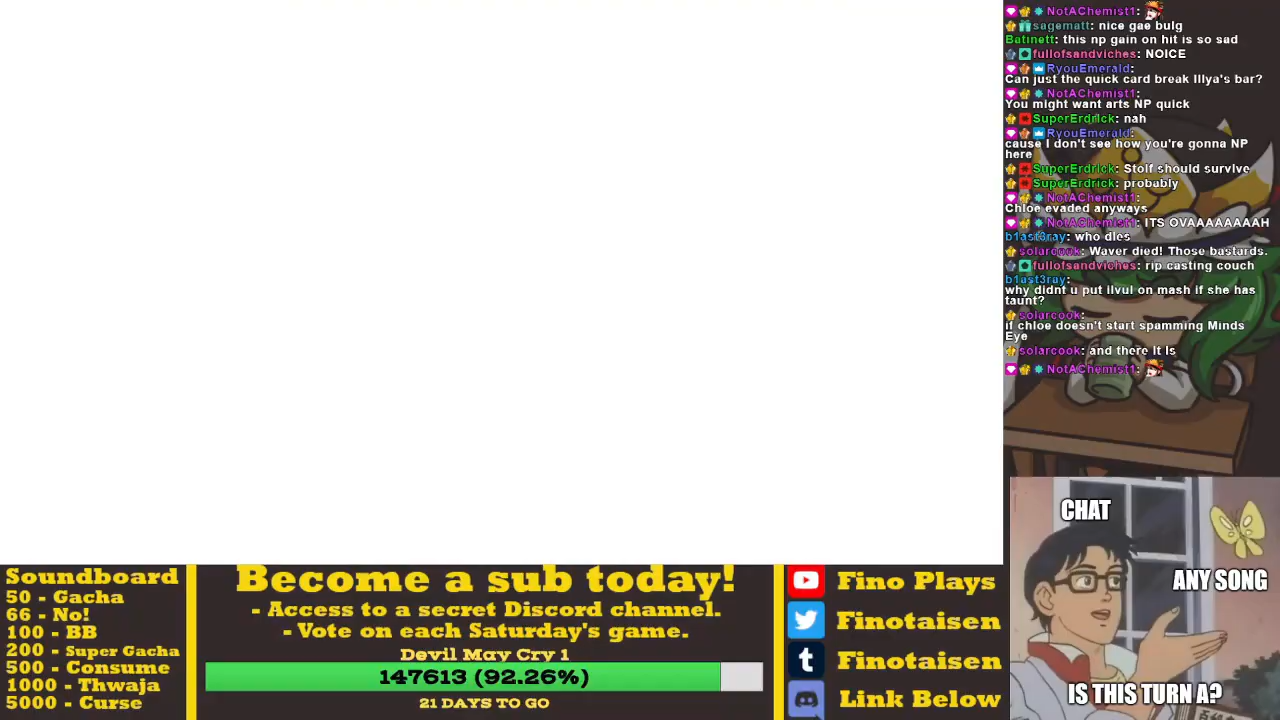 NotAChemist1:
sagematt: nice gae bulg
Batinett: this np gain on hit is so sad
fullofsandviches: NOICE
RyouEmerald:
Can just the quick card break Illya's bar?
NotAChemist1:
You might want arts NP quick
SuperErdrick: nah
RyouEmerald:
cause I don't see how you're gonna NP
here
SuperErdrick: Stolf should survive
SuperErdrick: probably
NotAChemist1:
Chloe evaded anyways
NotAChemist1: ITS OVAAAAAAAH
b1ast3ray: who dies
solarcook: Waver died! Those bastards.
fullofsandviches: rip casting couch
b1ast3ray:
why didnt u put ilvul on mash if she has
taunt?
solarcook:
if chloe doesn't start spamming Minds
Eye
solarcook: and there it is
NotAChemist1:
CHAT
ANY SONG
IS THIS TURN A?
Soundboard
50 - Gacha
66 - No!
100 - BB
200 - Super Gacha
500 - Consume
1000 - Thwaja
5000 - Curse
Become a sub today!
- Access to a secret Discord channel.
- Vote on each Saturday's game.
Devil May Cry 1
147613 (92.26%)
21 DAYS TO GO
Fino Plays
Finotaisen
Finotaisen
Link Below